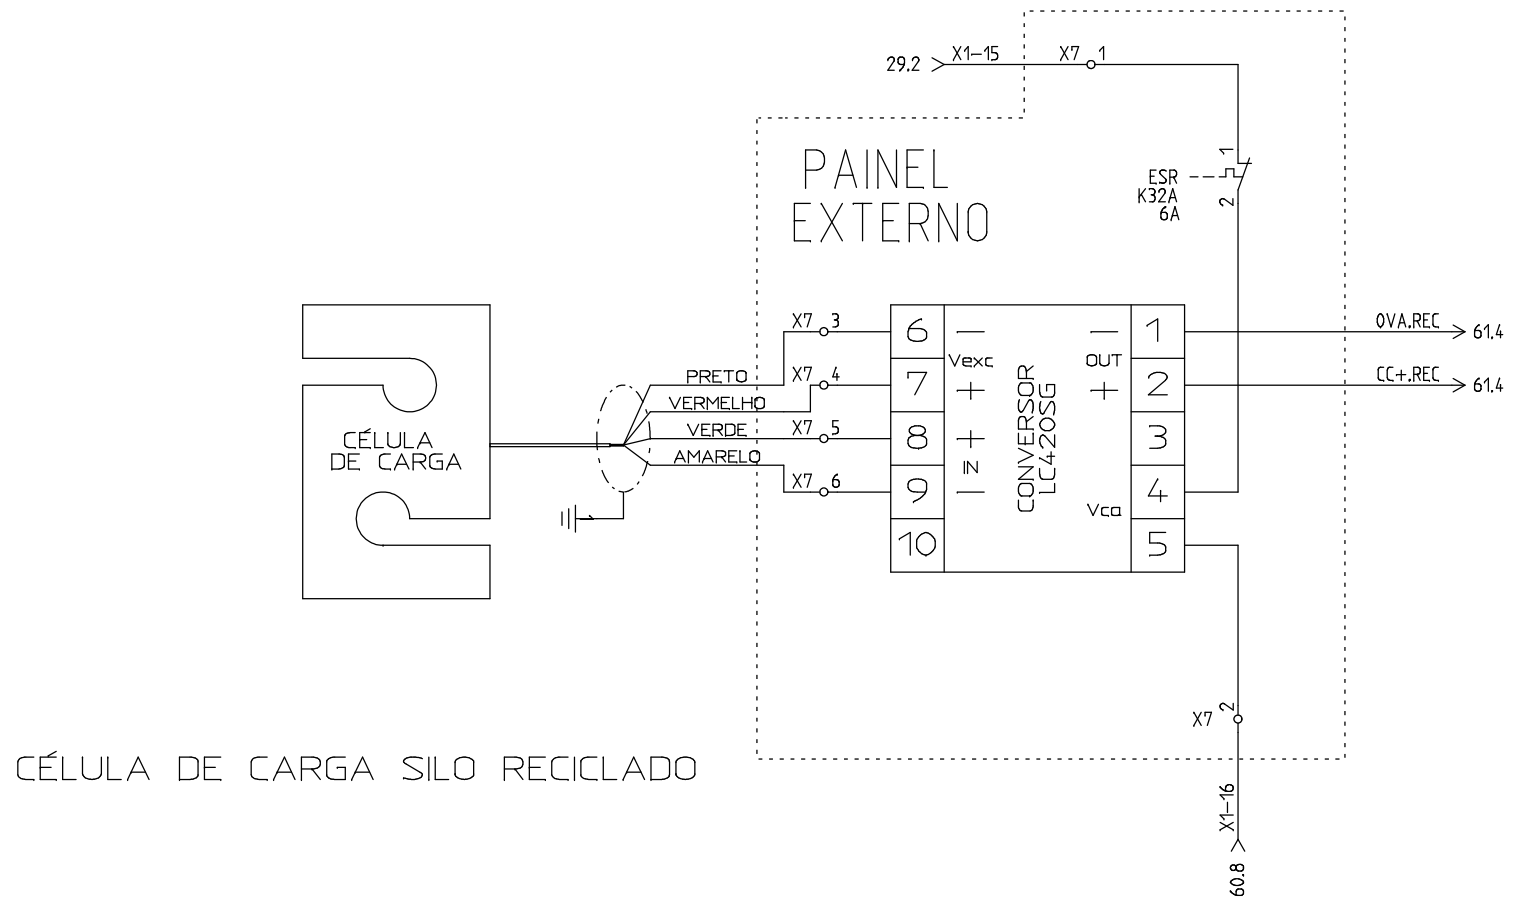 29.2
X1-15
X7 1
PAINEL
EXTERNO
1
ESR
K32A
6A
2
CÉLULA
DE CARGA
PRETO
VERMELHO
VERDE
AMARELO
X7 3
X7 4
X7 5
X7 6
6
7
8
9
10
-
Vexc
+
+
IN
-
CONVERSOR
LC420SG
-
OUT
+
Vca
1
2
3
4
5
0VA.REC
61.4
CC+.REC
61.4
X7 2
X1-16
60.8
CÉLULA DE CARGA SILO RECICLADO